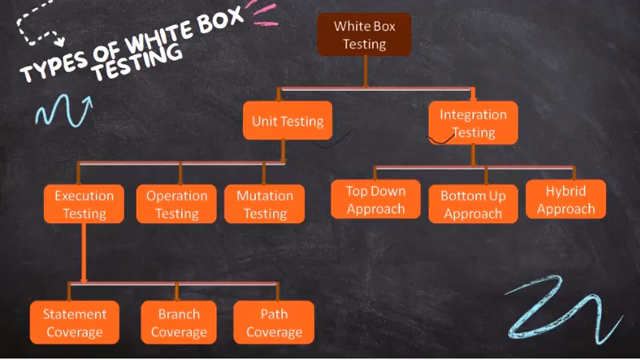 TYPES OF WHITE BOX
TESTING
White Box
Testing
Unit Testing
Integration
Testing
Execution
Testing
Operation
Testing
Mutation
Testing
Top Down
Approach
Bottom Up
Approach
Hybrid
Approach
Statement
Coverage
Branch
Coverage
Path
Coverage